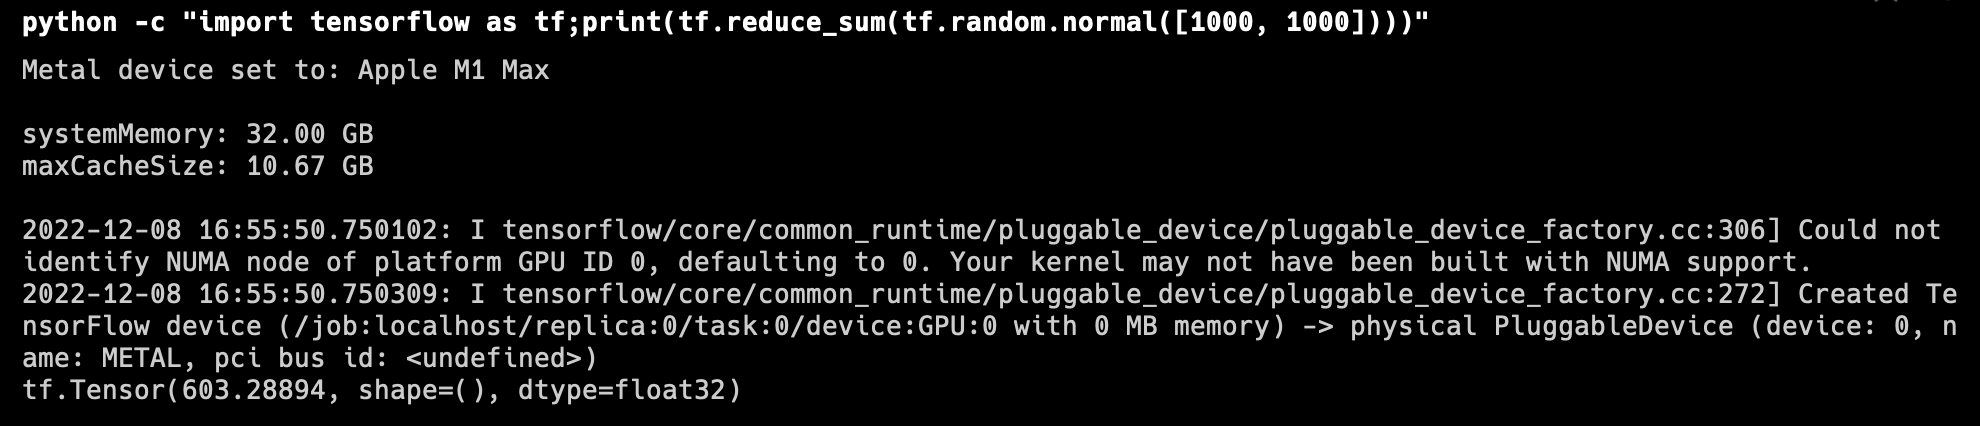 python -c "import tensorflow as tf;print(tf.reduce_sum(tf.random.normal([1000, 1000])))"
Metal device set to: Apple M1 Max
systemMemory: 32.00 GB
maxCacheSize: 10.67 GB
2022-12-08 16:55:50.750102: I tensorflow/core/common_runtime/pluggable_device/pluggable_device_factory.cc:306] Could not
identify NUMA node of platform GPU ID 0, defaulting to 0. Your kernel may not have been built with NUMA support.
2022-12-08 16:55:50.750309: I tensorflow/core/common_runtime/pluggable_device/pluggable_device_factory.cc:272] Created Te
nsorFlow device (/job:localhost/replica:0/task:0/device:GPU:0 with 0 MB memory) -> physical PluggableDevice (device: 0, n
ame: METAL, pci bus id: <undefined>)
tf.Tensor(603.28894, shape=(), dtype=float32)